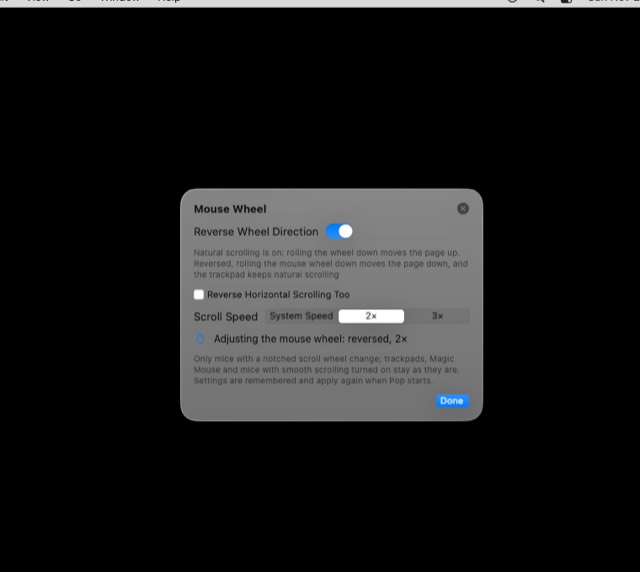 Window Help
Mouse Wheel
Reverse Wheel Direction
Natural scrolling is on: rolling the wheel down moves the page up.
Reversed, rolling the mouse wheel down moves the page down, and
the trackpad keeps natural scrolling
Reverse Horizontal Scrolling Too
Scroll Speed System Speed 2× 3×
Adjusting the mouse wheel: reversed, 2×
Only mice with a notched scroll wheel change; trackpads, Magic
Mouse and mice with smooth scrolling turned on stay as they are.
Settings are remembered and apply again when Pop starts.
Done